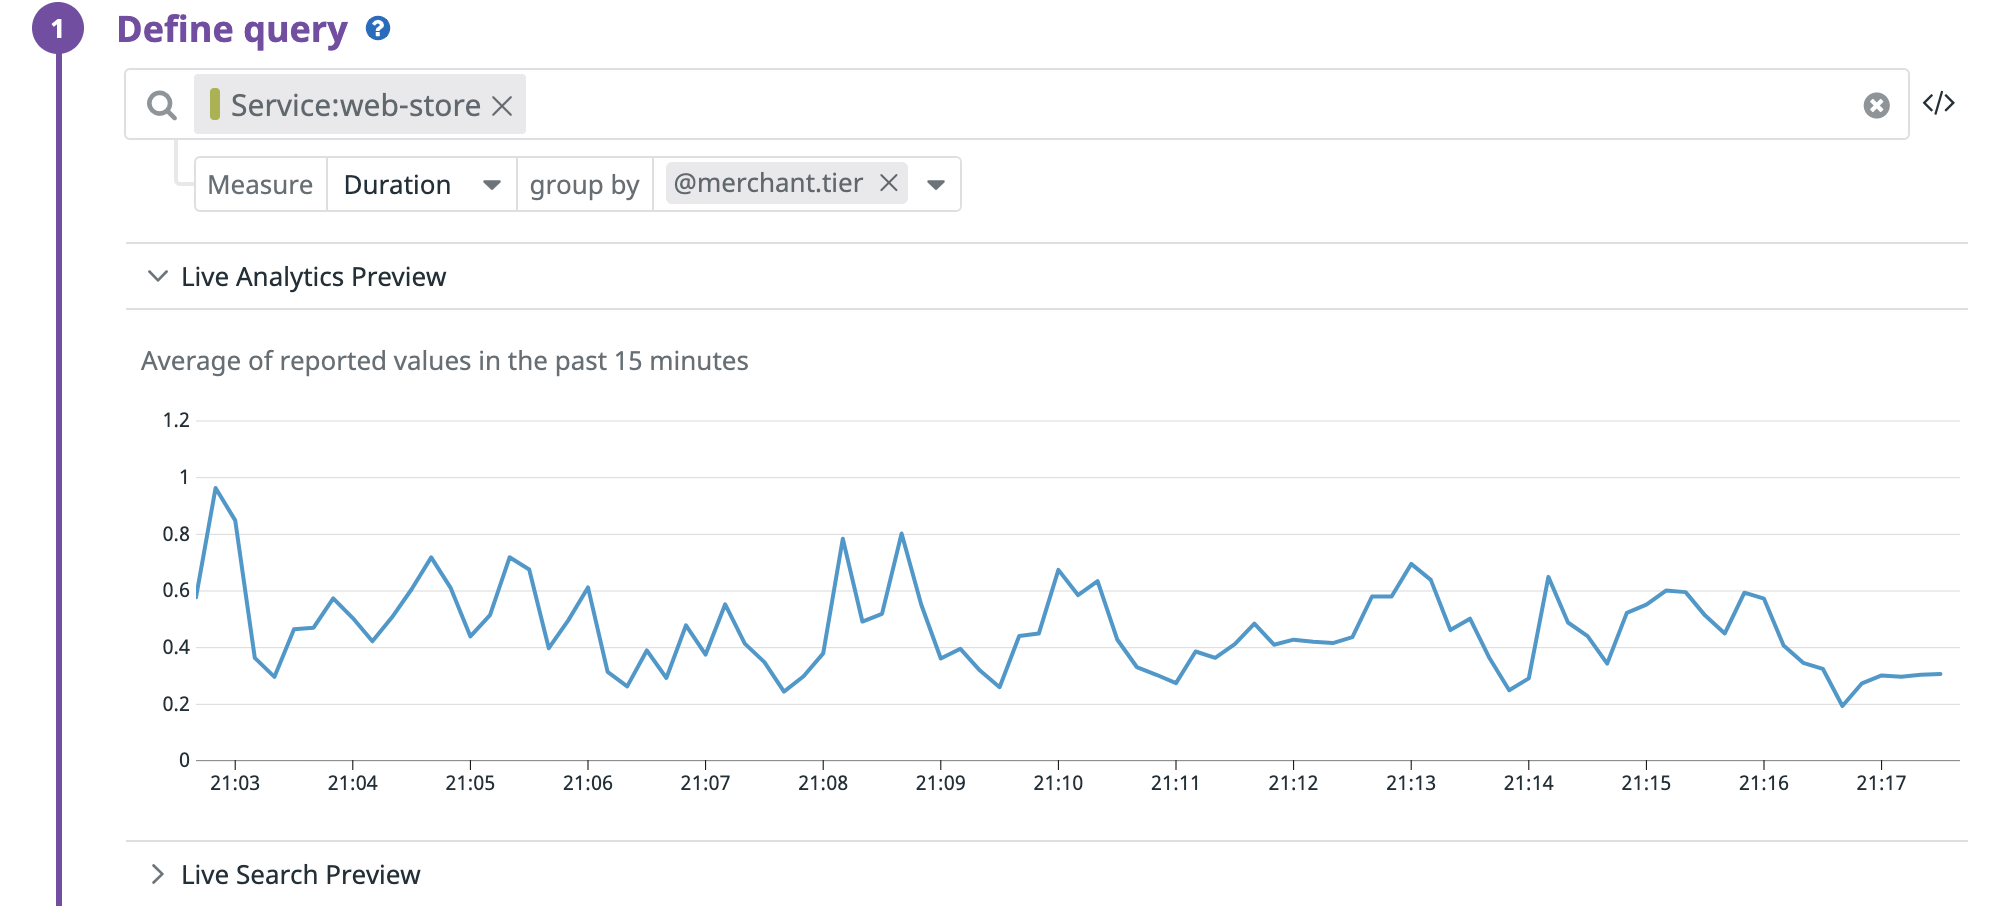 1 Define query ?
Service:web-store
</>
Measure Duration group by @merchant.tier
Live Analytics Preview
Average of reported values in the past 15 minutes
1.2
1
0.8
0.6
0.4
0.2
0
21:03 21:04 21:05 21:06 21:07 21:08 21:09 21:10 21:11 21:12 21:13 21:14 21:15 21:16 21:17
Live Search Preview